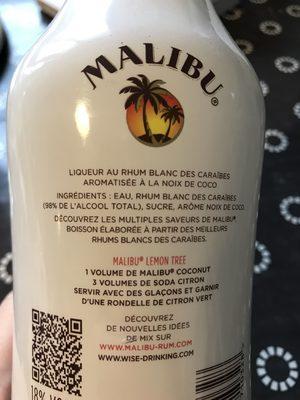 MALIBU®
LIQUEUR AU RHUM BLANC DES CARAÏBES
AROMATISÉE À LA NOIX DE COCO
INGRÉDIENTS : EAU, RHUM BLANC DES CARAÏBES
(98% DE L'ALCOOL TOTAL), SUCRE, ARÔME NOIX DE COCO.
DÉCOUVREZ LES MULTIPLES SAVEURS DE MALIBU®,
BOISSON ÉLABORÉE À PARTIR DES MEILLEURS
RHUMS BLANCS DES CARAÏBES.
MALIBU® LEMON TREE
1 VOLUME DE MALIBU® COCONUT
3 VOLUMES DE SODA CITRON
SERVIR AVEC DES GLAÇONS ET GARNIR
D'UNE RONDELLE DE CITRON VERT
DÉCOUVREZ
DE NOUVELLES IDÉES
DE MIX SUR
WWW.MALIBU-RUM.COM
WWW.WISE-DRINKING.COM
18%